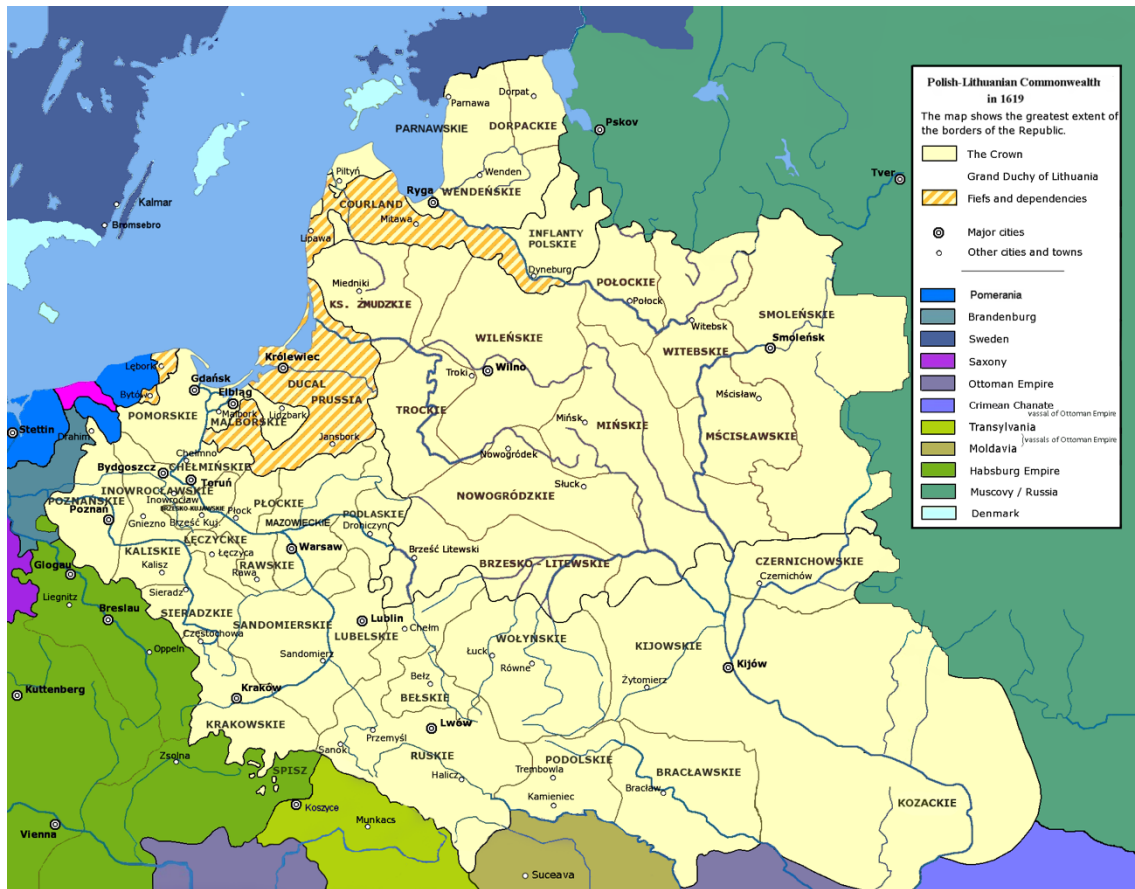 Polish-Lithuanian Commonwealth
in 1619
The map shows the greatest extent of
the borders of the Republic.
The Crown
Grand Duchy of Lithuania
Fiefs and dependencies
Major cities
Other cities and towns
Pomerania
Brandenburg
Sweden
Saxony
Ottoman Empire
Crimean Chanate
vassal of Ottoman Empire
Transylvania
vassals of Ottoman Empire
Moldavia
Habsburg Empire
Muscovy / Russia
Denmark
Parnawa
Dorpat
PARNAWSKIE
DORPACKIE
Pskov
Tver
Piltyń
Wenden
WENDEŃSKIE
Ryga
Kalmar
Bromsebro
COURLAND
Mitawa
Lipawa
INFLANTY
POLSKIE
Dyneburg
Miedniki
KS. ŻMUDZKIE
POŁOCKIE
Połock
Witebsk
SMOLEŃSKIE
Smoleńsk
WILEŃSKIE
WITEBSKIE
Królewiec
Troki
Wilno
Lębork
Gdańsk
DUCAL
PRUSSIA
Bytów
Elbląg
Malbork
Lidzbark
MALBORSKIE
POMORSKIE
TROCKIE
Mińsk
MIŃSKIE
Mścisław
MŚCISŁAWSKIE
Stettin
Drahim
Jansbork
Nowogródek
Chełmno
CHEŁMIŃSKIE
Bydgoszcz
Toruń
Słuck
INOWROCŁAWSKIE
Inowrocław
POZNAŃSKIE
Poznań
BRZESKO-KUJAWSKIE
Brześć Kuj.
Gniezno
Płock
PŁOCKIE
MAZOWIECKIE
PODLASKIE
Drohiczyn
NOWOGRÓDZKIE
ŁĘCZYCKIE
Łęczyca
Warsaw
Brześć Litewski
BRZESKO - LITEWSKIE
CZERNICHOWSKIE
Czernichów
KALISKIE
Kalisz
RAWSKIE
Rawa
Glogau
Liegnitz
Sieradz
SIERADZKIE
Breslau
SANDOMIERSKIE
Lublin
LUBELSKIE
Chełm
WOŁYŃSKIE
Łuck
Równe
KIJOWSKIE
Kijów
Żytomierz
Częstochowa
Oppeln
Sandomierz
Bełz
BEŁSKIE
Kuttenberg
Kraków
KRAKOWSKIE
Lwów
Przemyśl
Sanok
RUSKIE
Halicz
Zsolna
SPISZ
PODOLSKIE
Trembowla
Kamieniec
BRACŁAWSKIE
Bracław
KOZACKIE
Koszyce
Munkacs
Vienna
Suceava